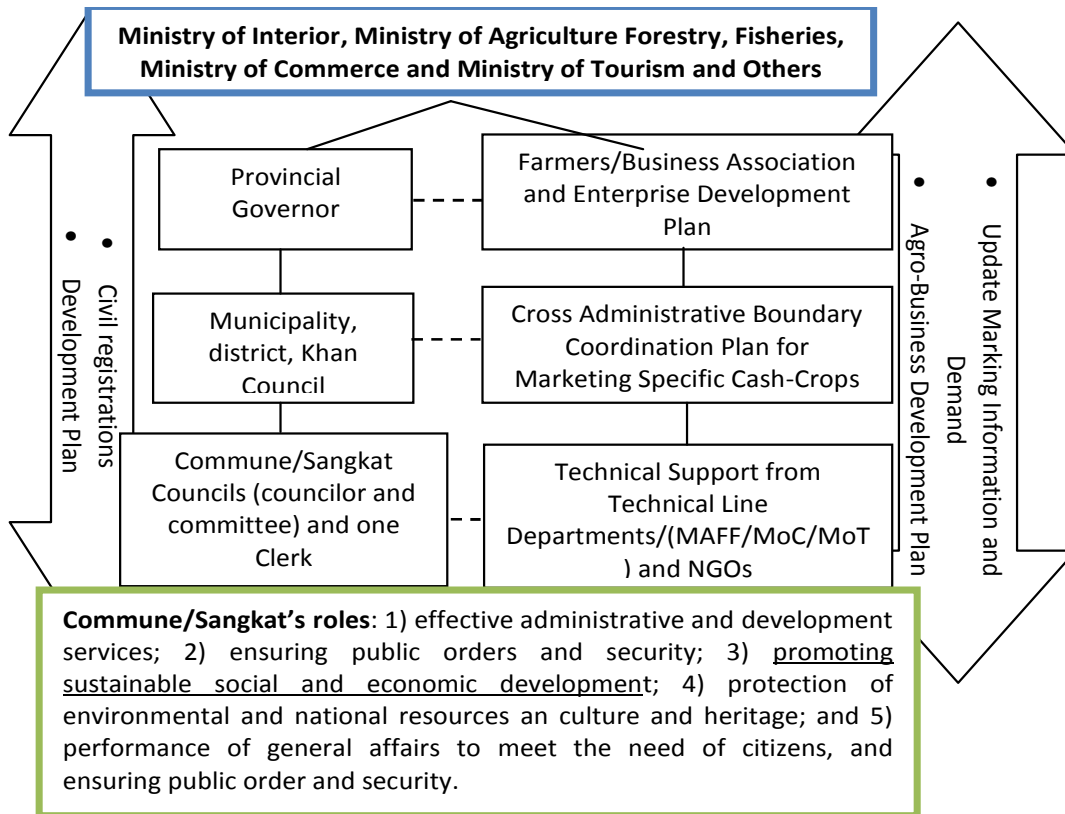 Ministry of Interior, Ministry of Agriculture Forestry, Fisheries,
Ministry of Commerce and Ministry of Tourism and Others
Provincial
Governor
Farmers/Business Association
and Enterprise Development
Plan
Municipality,
district, Khan
Council
Cross Administrative Boundary
Coordination Plan for
Marketing Specific Cash-Crops
Commune/Sangkat
Councils (councilor and
committee) and one
Clerk
Technical Support from
Technical Line
Departments/(MAFF/MoC/MoT
) and NGOs
• Civil registrations
• Development Plan
• Update Marking Information and
Demand
• Agro-Business Development Plan
Commune/Sangkat’s roles: 1) effective administrative and development
services; 2) ensuring public orders and security; 3) promoting
sustainable social and economic development; 4) protection of
environmental and national resources an culture and heritage; and 5)
performance of general affairs to meet the need of citizens, and
ensuring public order and security.